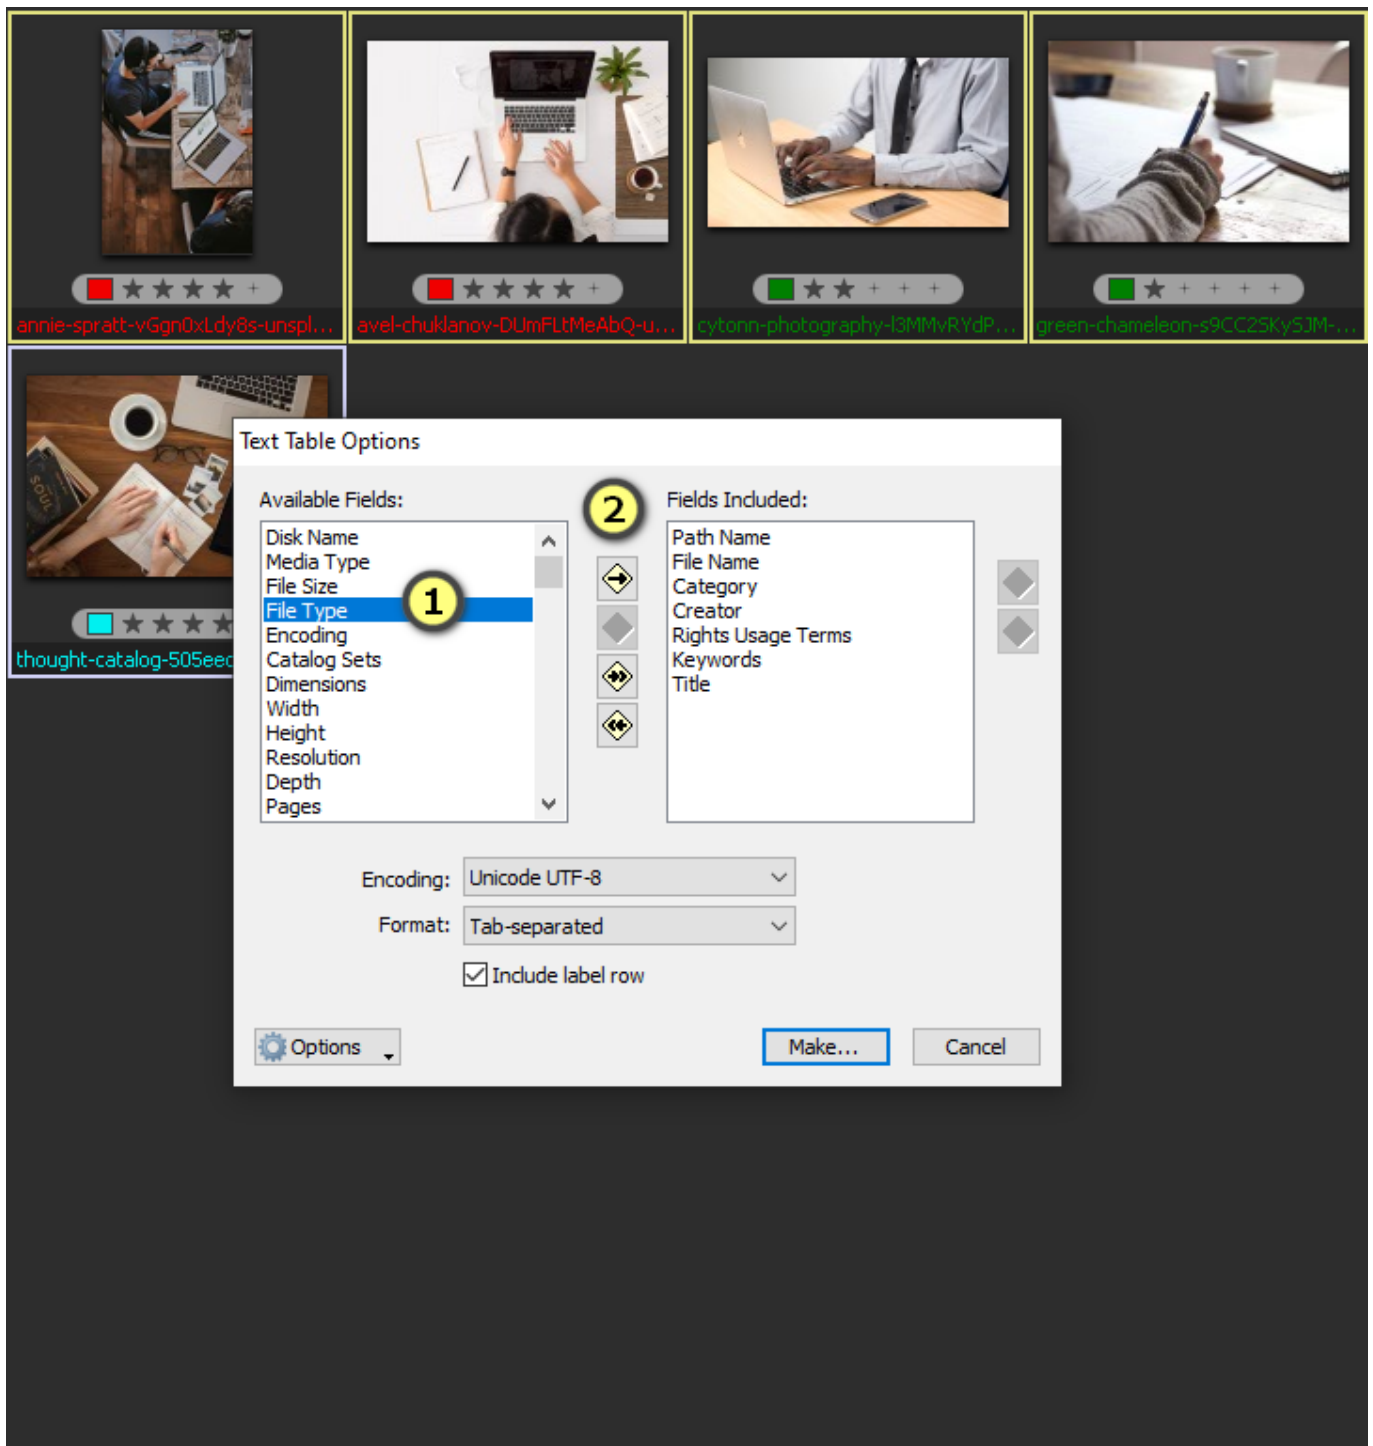 annie-spratt-vGgn0xLdy8s-unspl...
avel-chuklanov-DUmFLtMeAbQ-u...
cytonn-photography-l3MMvRYdP...
green-chameleon-s9CC2SKySJM-...
SOUL
thought-catalog-505eec
Text Table Options
Available Fields:
Disk Name
Media Type
File Size
File Type
Encoding
Catalog Sets
Dimensions
Width
Height
Resolution
Depth
Pages
1
2
Fields Included:
Path Name
File Name
Category
Creator
Rights Usage Terms
Keywords
Title
Encoding: Unicode UTF-8
Format: Tab-separated
Include label row
Options
Make...
Cancel